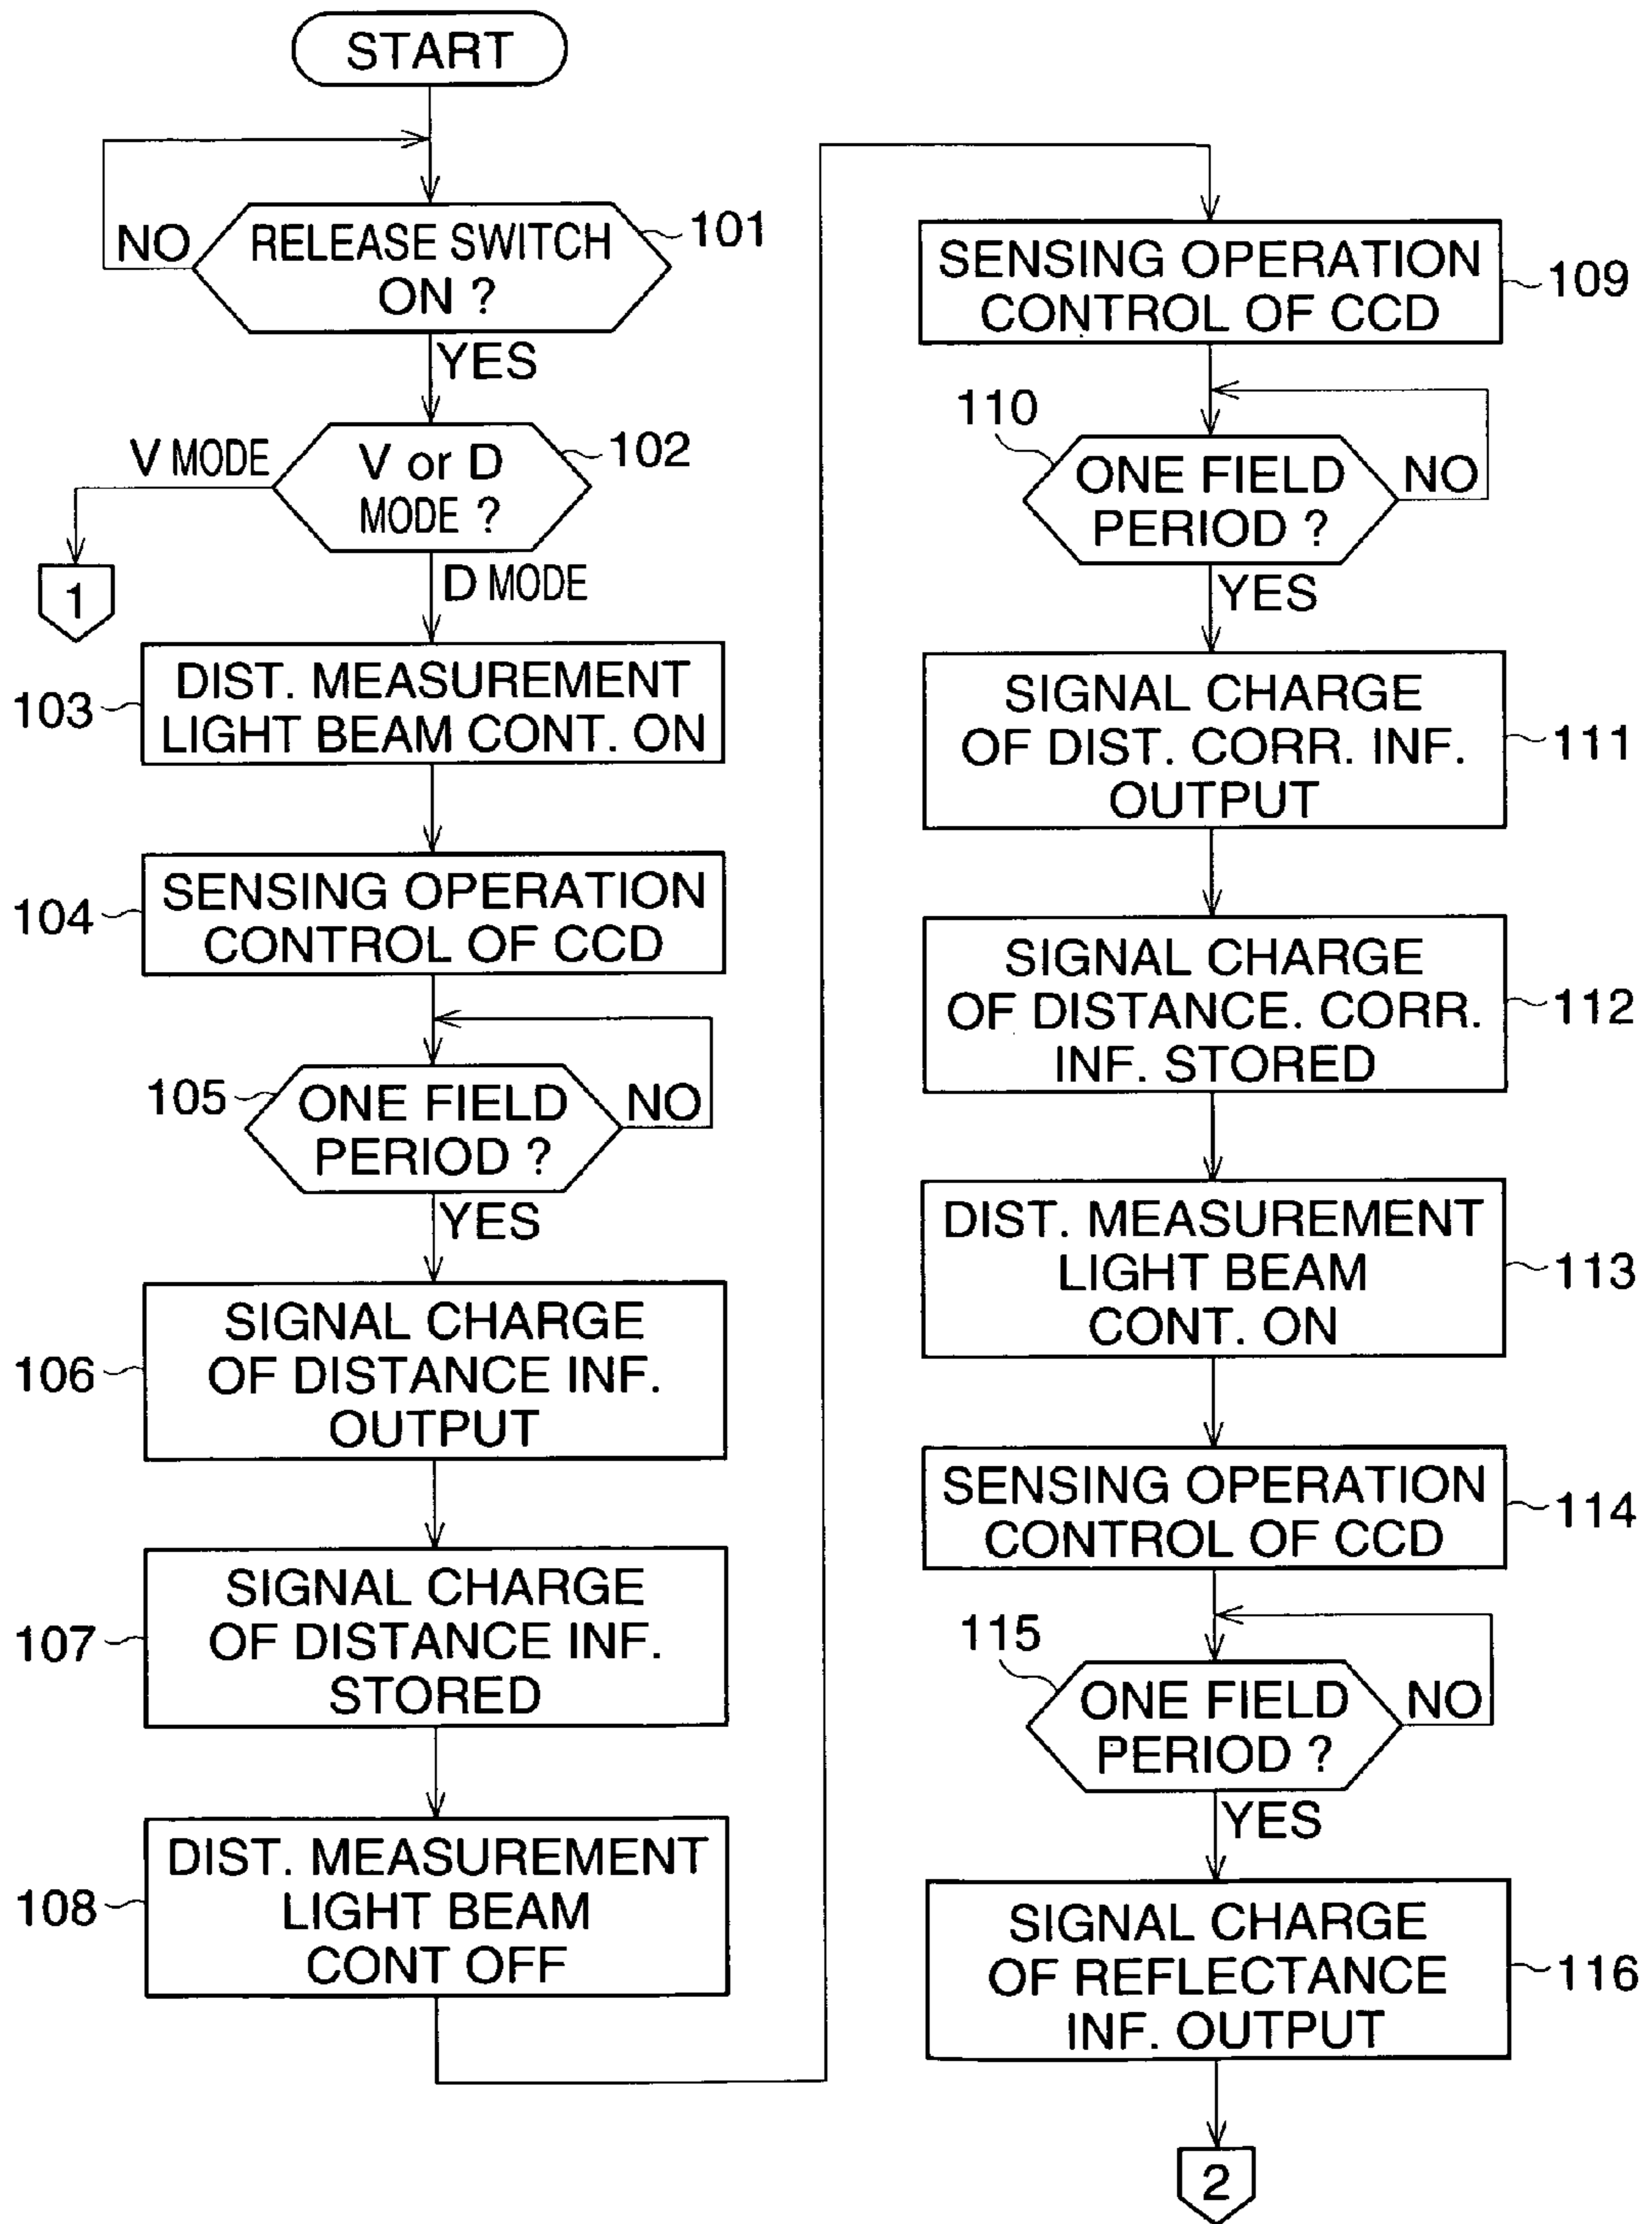 START
NO
RELEASE SWITCH
ON ?
101
YES
V MODE
V or D
MODE ?
102
D MODE
1
103
DIST. MEASUREMENT
LIGHT BEAM CONT. ON
104
SENSING OPERATION
CONTROL OF CCD
105
ONE FIELD
PERIOD ?
NO
YES
106
SIGNAL CHARGE
OF DISTANCE INF.
OUTPUT
107
SIGNAL CHARGE
OF DISTANCE INF.
STORED
108
DIST. MEASUREMENT
LIGHT BEAM
CONT OFF
SENSING OPERATION
CONTROL OF CCD
109
110
ONE FIELD
PERIOD ?
NO
YES
SIGNAL CHARGE
OF DIST. CORR. INF.
OUTPUT
111
SIGNAL CHARGE
OF DISTANCE. CORR.
INF. STORED
112
DIST. MEASUREMENT
LIGHT BEAM
CONT. ON
113
SENSING OPERATION
CONTROL OF CCD
114
115
ONE FIELD
PERIOD ?
NO
YES
SIGNAL CHARGE
OF REFLECTANCE
INF. OUTPUT
116
2